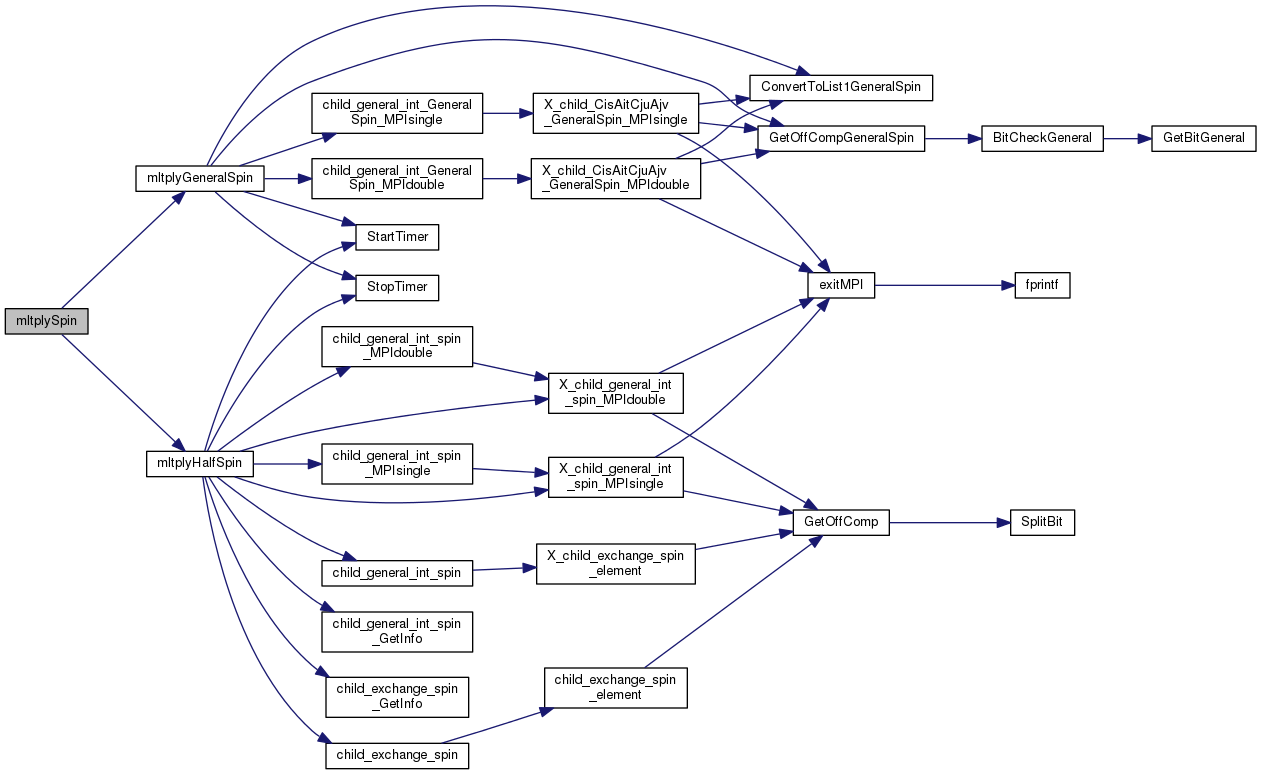 ConvertToList1GeneralSpin
child_general_int_General
Spin_MPIsingle
X_child_CisAitCjuAjv
_GeneralSpin_MPIsingle
GetOffCompGeneralSpin
BitCheckGeneral
GetBitGeneral
mltplyGeneralSpin
child_general_int_General
Spin_MPIdouble
X_child_CisAitCjuAjv
_GeneralSpin_MPIdouble
StartTimer
StopTimer
exitMPI
fprintf
mltplySpin
child_general_int_spin
_MPIdouble
X_child_general_int
_spin_MPIdouble
mltplyHalfSpin
child_general_int_spin
_MPIsingle
X_child_general_int
_spin_MPIsingle
GetOffComp
SplitBit
child_general_int_spin
X_child_exchange_spin
_element
child_general_int_spin
_GetInfo
child_exchange_spin
_GetInfo
child_exchange_spin
_element
child_exchange_spin